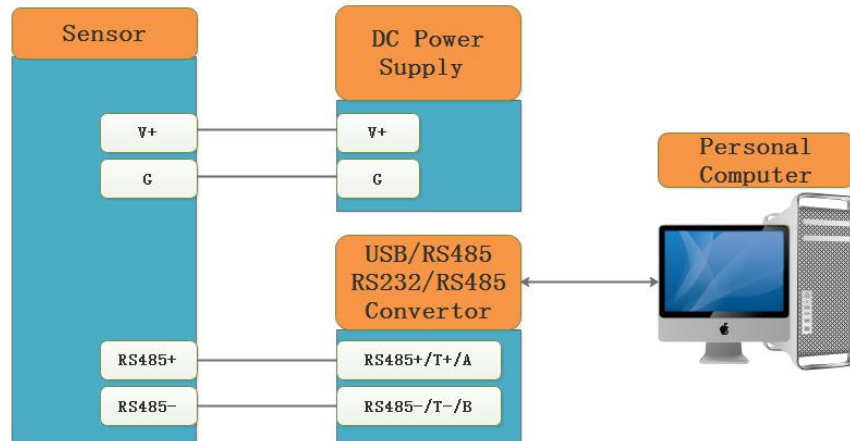 Sensor
V+
G
RS485+
RS485-
DC Power
Supply
V+
G
USB/RS485
RS232/RS485
Convertor
RS485+/T+/A
RS485-/T-/B
Personal
Computer